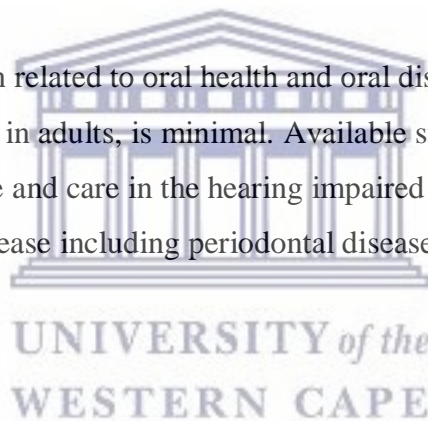 related to oral health and oral dis
in adults, is minimal. Available s
e and care in the hearing impaired
ease including periodontal disease
UNIVERSITY of the
WESTERN CAPE